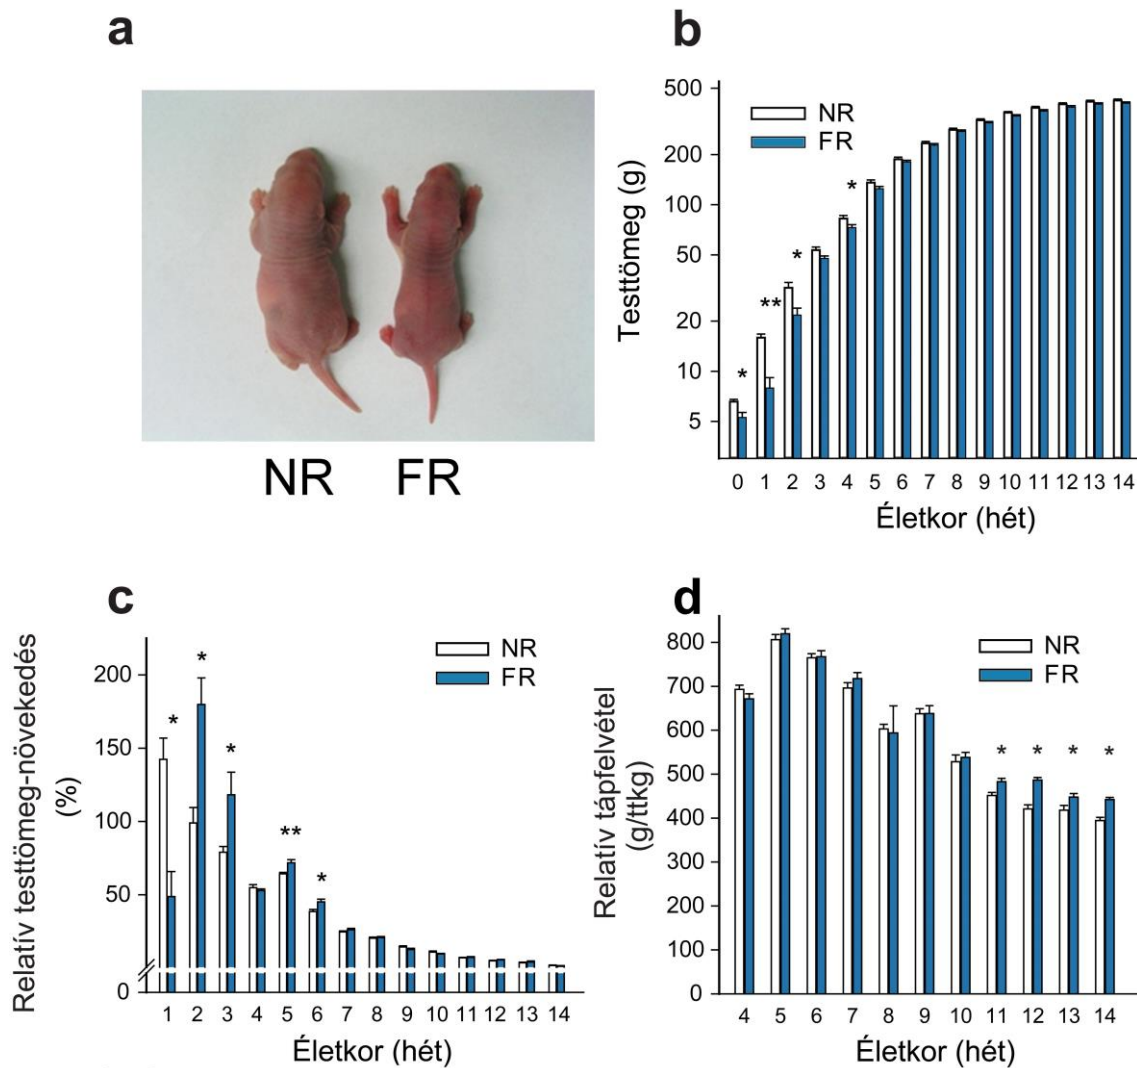 a
NR FR
b
NR
FR
Testtömeg (g)
500
200
100
50
20
10
5
*
**
*
*
0 1 2 3 4 5 6 7 8 9 10 11 12 13 14
Életkor (hét)
c
NR
FR
Relatív testtömeg-növekedés
(%)
200
150
100
50
0
*
*
*
**
*
1 2 3 4 5 6 7 8 9 10 11 12 13 14
Életkor (hét)
d
NR
FR
Relatív tápfelvétel
(g/ttkg)
800
700
600
500
400
300
200
100
0
* * * *
4 5 6 7 8 9 10 11 12 13 14
Életkor (hét)